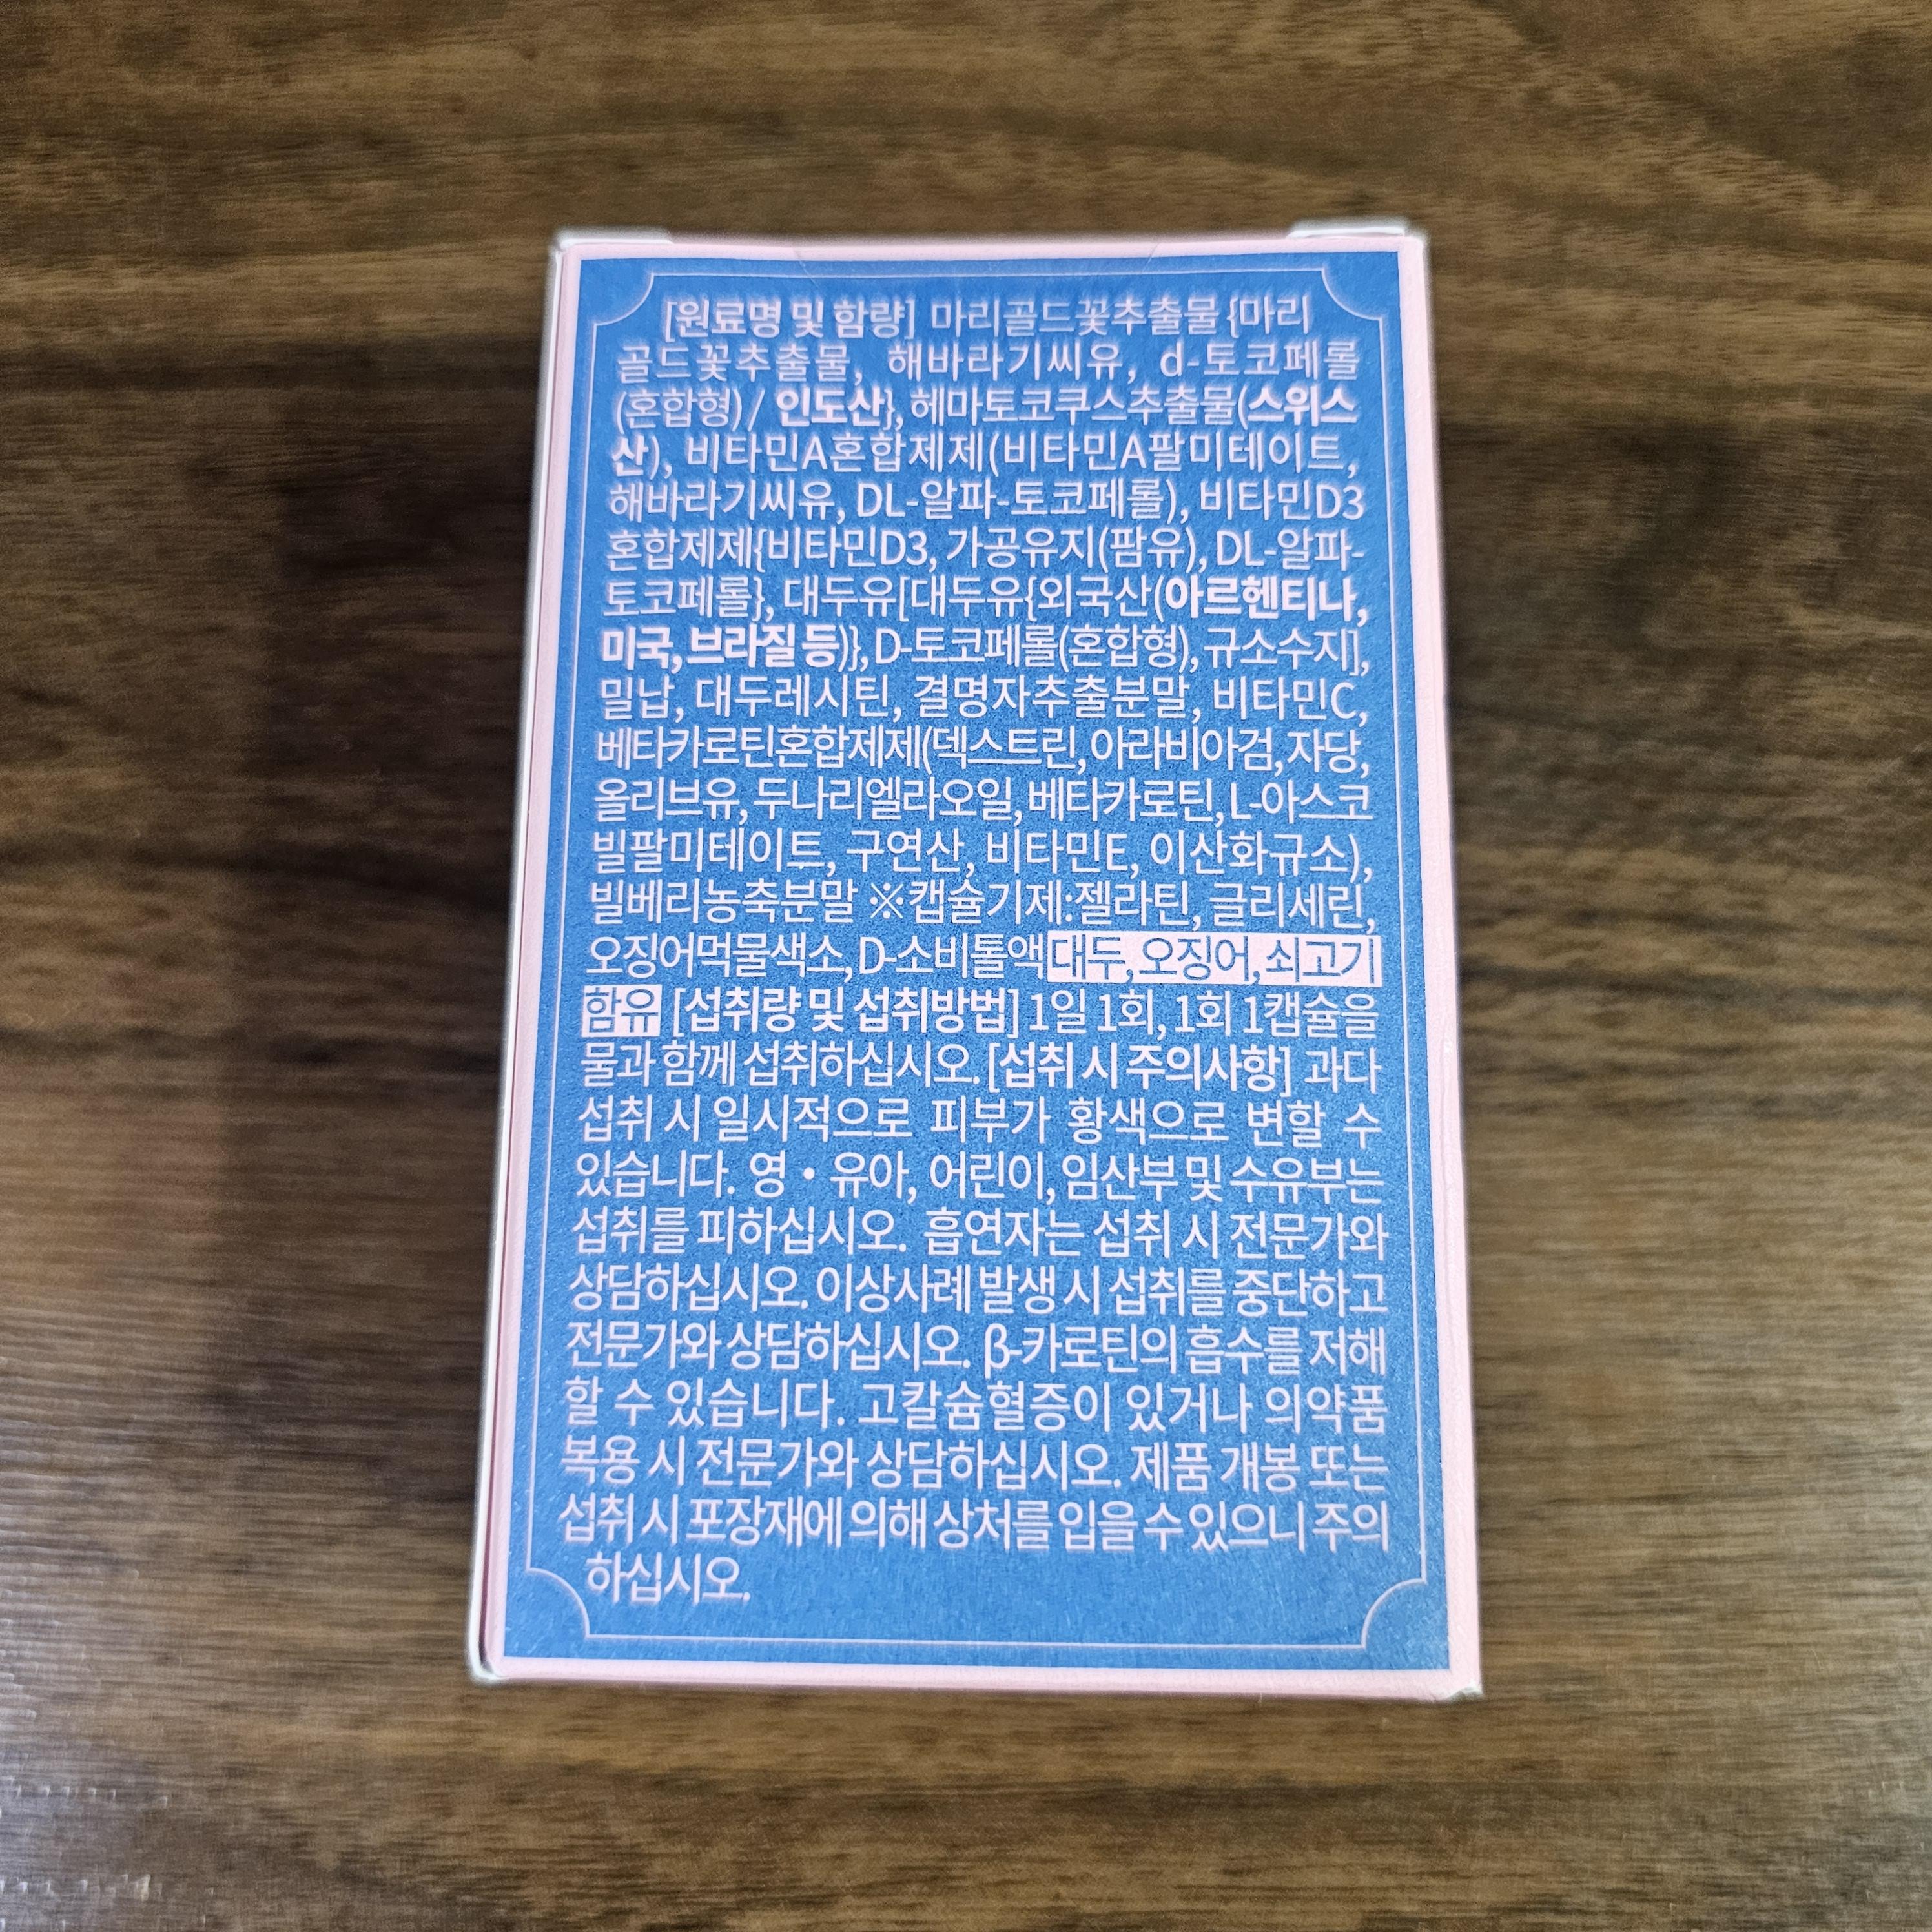 [원료명 및 함량] 마리골드꽃추출물 {마리
골드꽃추출물, 해바라기씨유, d-토코페롤
(혼합형)/ 인도산}, 헤마토코쿠스추출물(스위스
산), 비타민A혼합제제(비타민A팔미테이트,
해바라기씨유, DL-알파-토코페롤), 비타민D3
혼합제제{비타민D3, 가공유지(팜유), DL-알파-
토코페롤}, 대두유[대두유{외국산(아르헨티나,
미국, 브라질 등)}, D-토코페롤(혼합형), 규소수지],
밀납, 대두레시틴, 결명자추출분말, 비타민C,
베타카로틴혼합제제(덱스트린, 아라비아검, 자당,
올리브유, 두나리엘라오일, 베타카로틴, L-아스코
빌팔미테이트, 구연산, 비타민E, 이산화규소),
빌베리농축분말 ※캡슐기제:젤라틴, 글리세린,
오징어먹물색소, D-소비톨액 대두, 오징어, 쇠고기
함유 [섭취량 및 섭취방법] 1일 1회, 1회 1캡슐을
물과 함께 섭취하십시오. [섭취 시 주의사항] 과다
섭취 시 일시적으로 피부가 황색으로 변할 수
있습니다. 영 • 유아, 어린이, 임산부 및 수유부는
섭취를 피하십시오. 흡연자는 섭취 시 전문가와
상담하십시오. 이상사례 발생 시 섭취를 중단하고
전문가와 상담하십시오. β-카로틴의 흡수를 저해
할 수 있습니다. 고칼슘혈증이 있거나 의약품
복용 시 전문가와 상담하십시오. 제품 개봉 또는
섭취 시 포장재에 의해 상처를 입을 수 있으니 주의
하십시오.